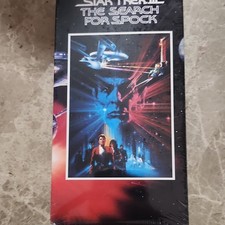 STAR TREK III
THE SEARCH
FOR SPOCK